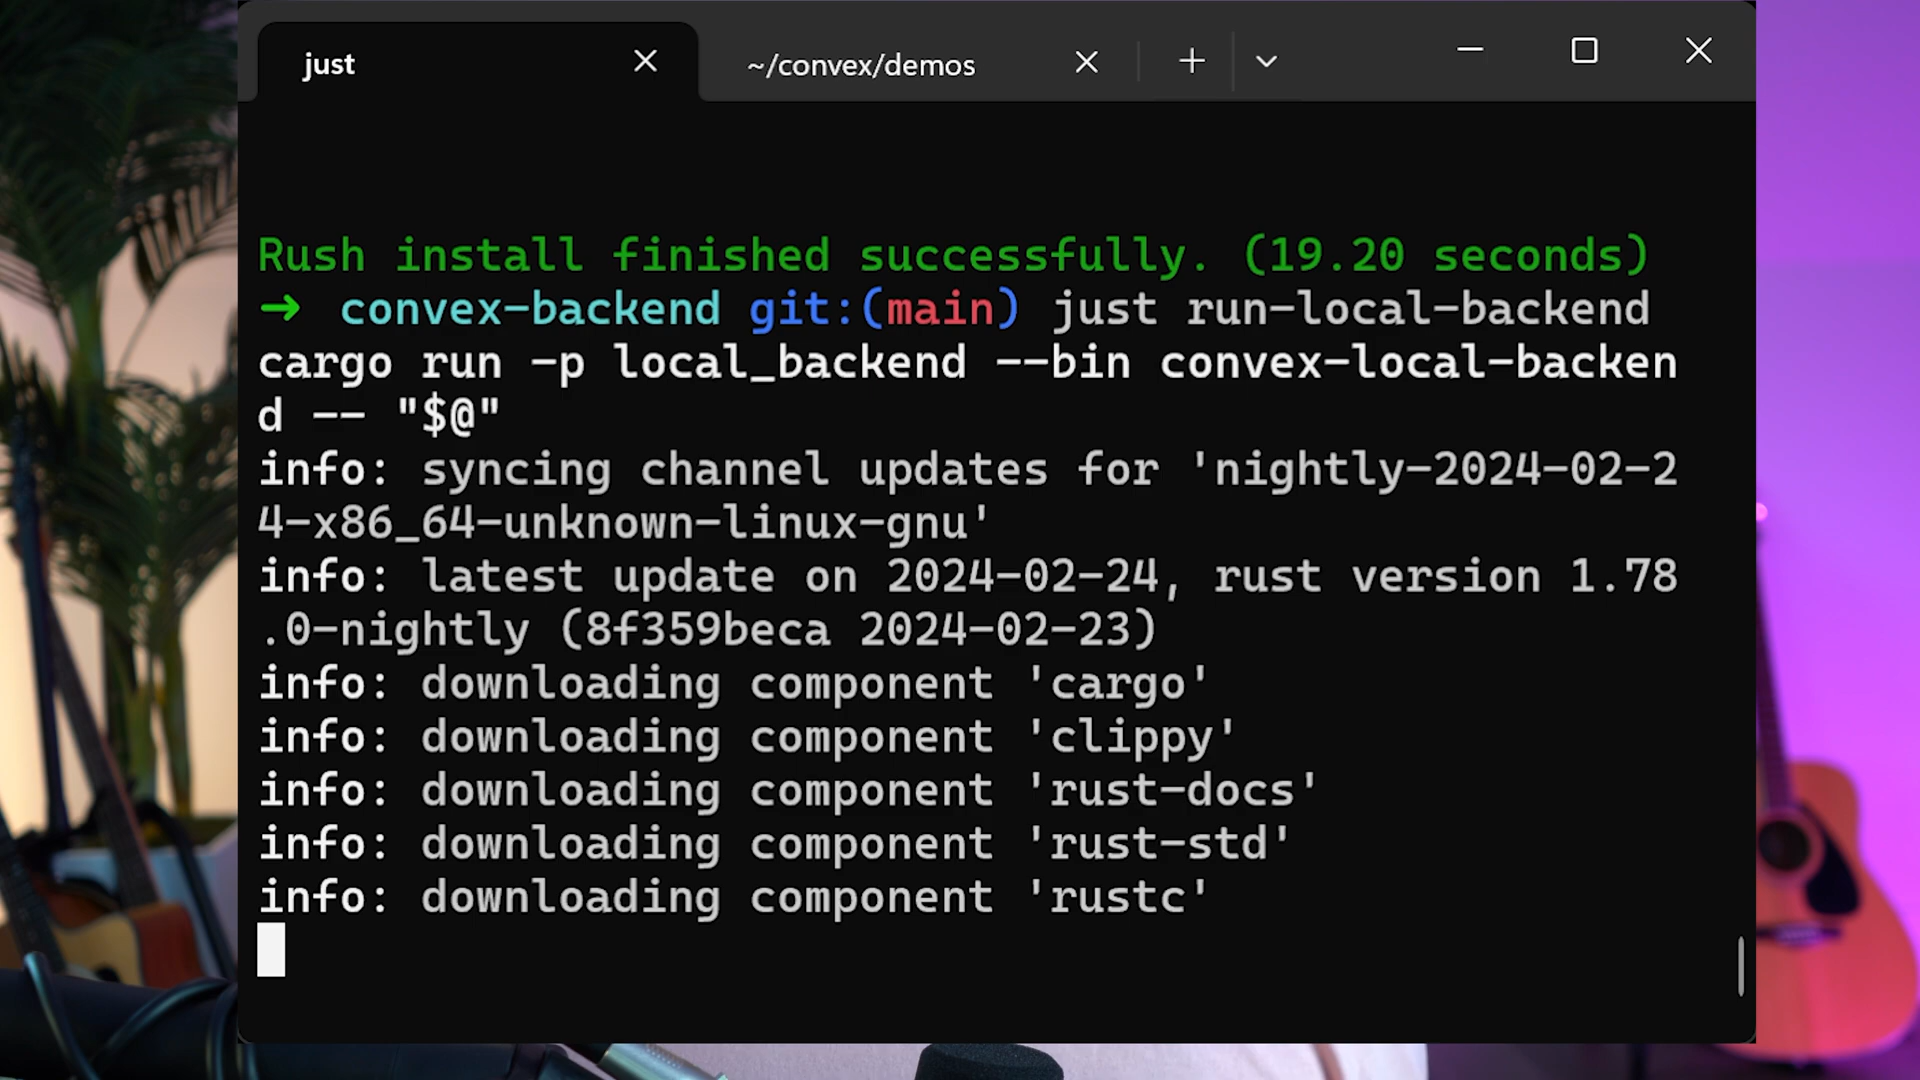 just
~/convex/demos
Rush install finished successfully. (19.20 seconds)
➜ convex-backend git:(main) just run-local-backend
cargo run -p local_backend --bin convex-local-backen
d -- "$@"
info: syncing channel updates for 'nightly-2024-02-2
4-x86_64-unknown-linux-gnu'
info: latest update on 2024-02-24, rust version 1.78
.0-nightly (8f359beca 2024-02-23)
info: downloading component 'cargo'
info: downloading component 'clippy'
info: downloading component 'rust-docs'
info: downloading component 'rust-std'
info: downloading component 'rustc'